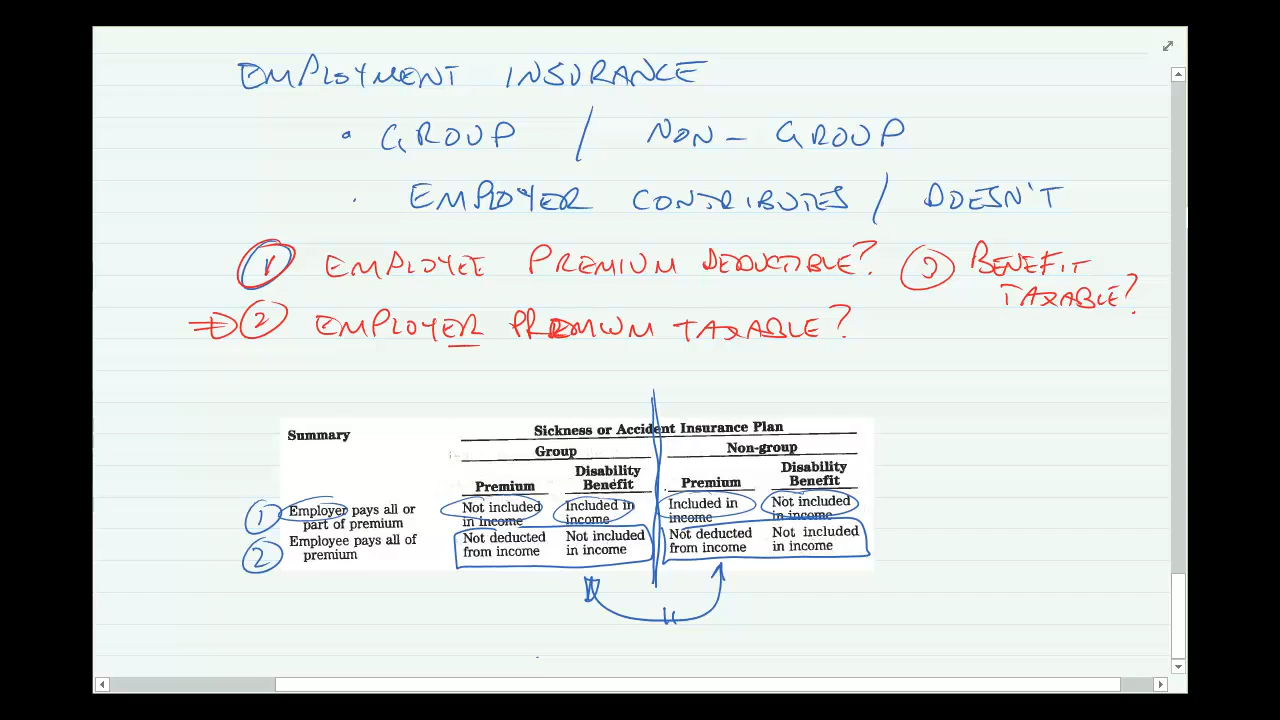 EMPLOYMENT INSURANCE
• GROUP / NON-GROUP
• EMPLOYER CONTRIBUTES / DOESN'T
1 EMPLOYEE PREMIUM DEDUCTIBLE? 3 BENEFIT TAXABLE?
⇒ 2 EMPLOYER PREMIUM TAXABLE?
Summary
Sickness or Accident Insurance Plan
Group Non-group
Premium Disability Benefit Premium Disability Benefit
1 Employer pays all or part of premium
Not included in income
Included in income
Included in income
Not included in income
2 Employee pays all of premium
Not deducted from income
Not included in income
Not deducted from income
Not included in income